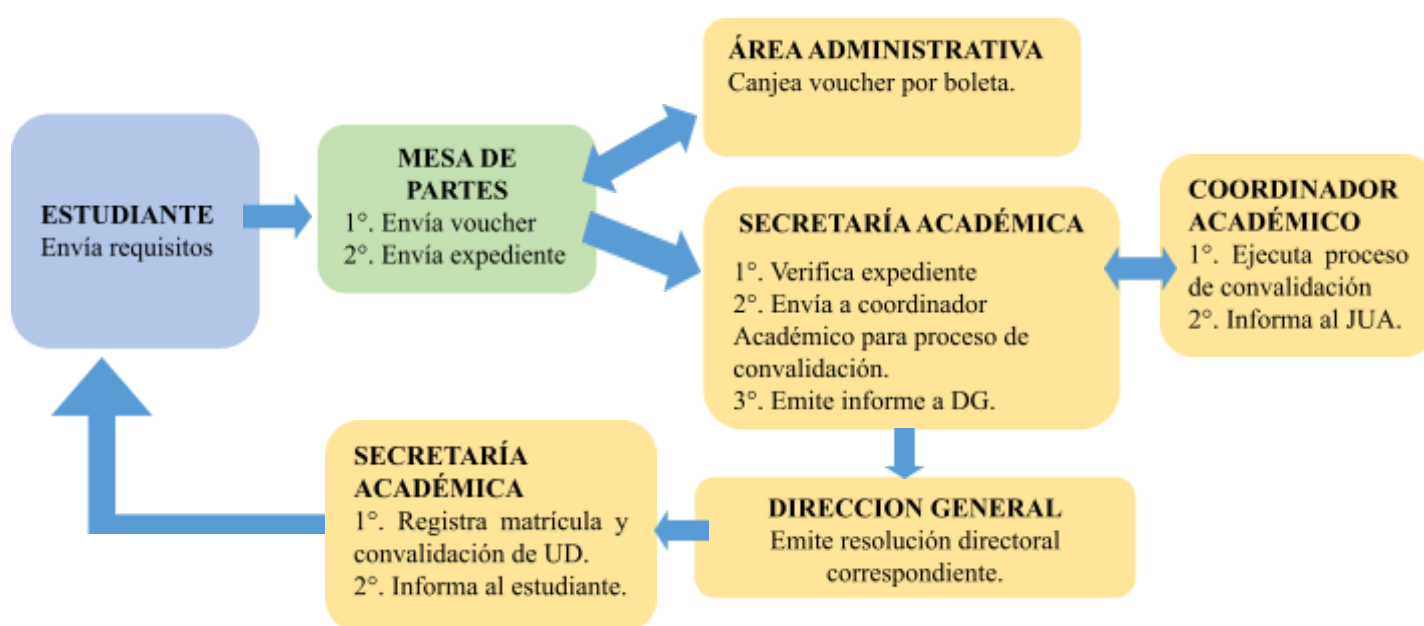 ESTUDIANTE
Envía requisitos
MESA DE
PARTES
1°. Envía voucher
2°. Envía expediente
ÁREA ADMINISTRATIVA
Canjea voucher por boleta.
SECRETARÍA ACADÉMICA
1°. Verifica expediente
2°. Envía a coordinador
Académico para proceso de
convalidación.
3°. Emite informe a DG.
COORDINADOR
ACADÉMICO
1°. Ejecuta proceso
de convalidación
2°. Informa al JUA.
DIRECCION GENERAL
Emite resolución directoral
correspondiente.
SECRETARÍA
ACADÉMICA
1°. Registra matrícula y
convalidación de UD.
2°. Informa al estudiante.